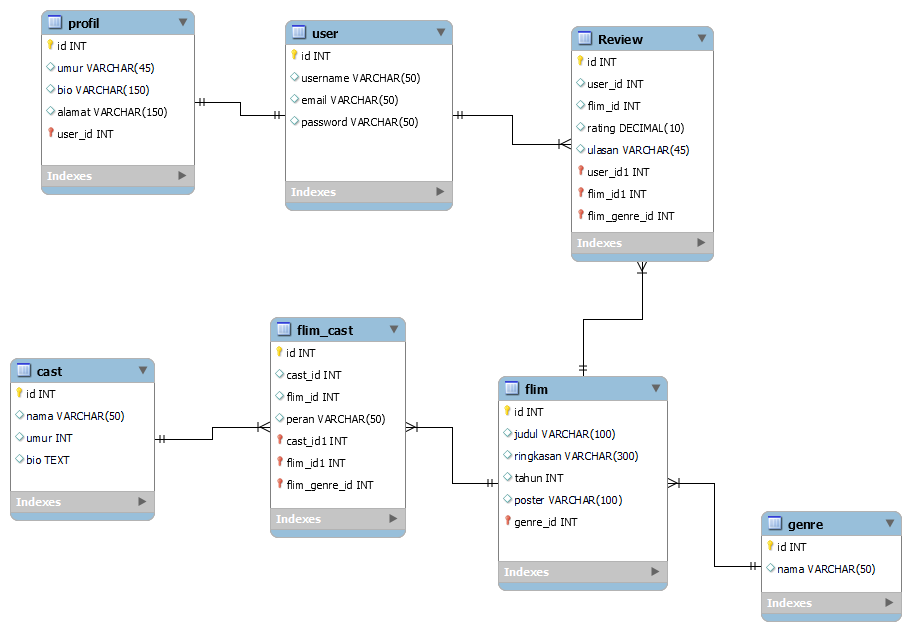 profil
id INT
umur VARCHAR(45)
bio VARCHAR(150)
alamat VARCHAR(150)
user_id INT
Indexes
user
id INT
username VARCHAR(50)
email VARCHAR(50)
password VARCHAR(50)
Indexes
Review
id INT
user_id INT
flim_id INT
rating DECIMAL(10)
ulasan VARCHAR(45)
user_id1 INT
flim_id1 INT
flim_genre_id INT
Indexes
cast
id INT
nama VARCHAR(50)
umur INT
bio TEXT
Indexes
flim_cast
id INT
cast_id INT
flim_id INT
peran VARCHAR(50)
cast_id1 INT
flim_id1 INT
flim_genre_id INT
Indexes
flim
id INT
judul VARCHAR(100)
ringkasan VARCHAR(300)
tahun INT
poster VARCHAR(100)
genre_id INT
Indexes
genre
id INT
nama VARCHAR(50)
Indexes